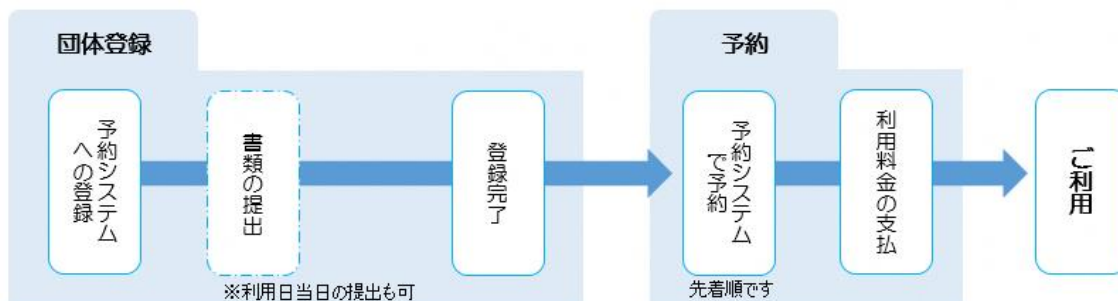 団体登録
予約システム
への登録
書類の提出
登録完了
※利用日当日の提出も可
予約
予約システム
で予約
先着順です
利用料金の支払
ご利用